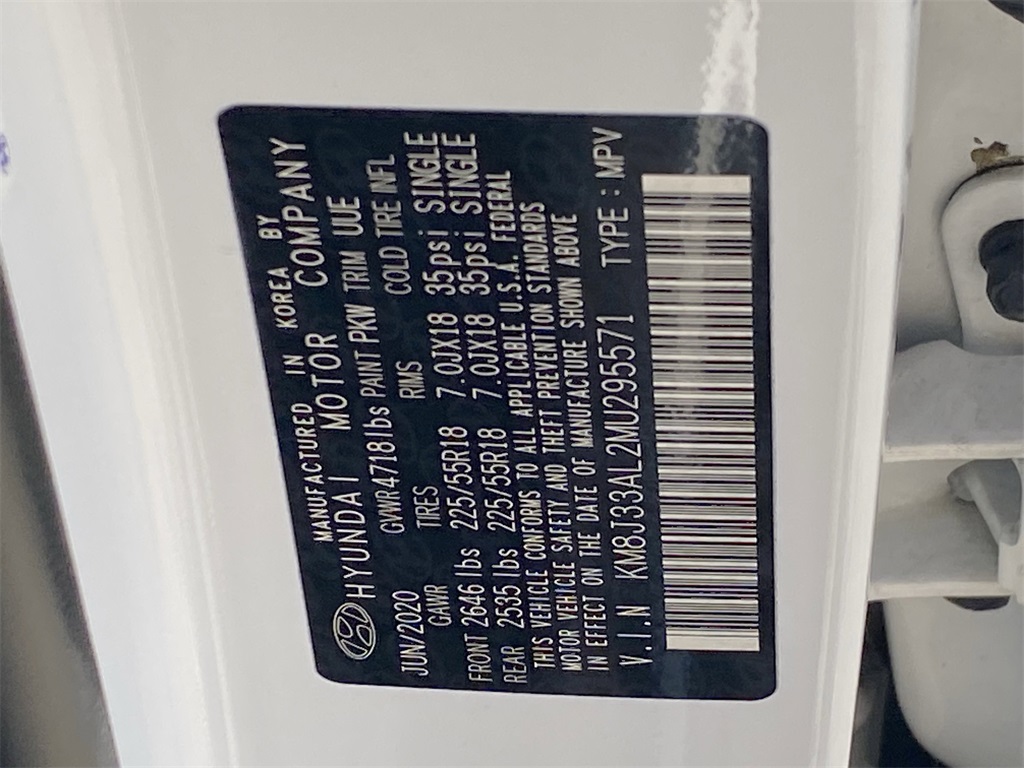 MANUFACTURED IN KOREA BY
HYUNDAI MOTOR COMPANY
JUN/2020 GVWR4718lbs PAINT PKW TRIM UUE
GAWR TIRES RIMS COLD TIRE INFL
FRONT 2646 lbs 225/55R18 7.0JX18 35psi: SINGLE
REAR 2535 lbs 225/55R18 7.0JX18 35psi: SINGLE
THIS VEHICLE CONFORMS TO ALL APPLICABLE U.S.A. FEDERAL
MOTOR VEHICLE SAFETY AND THEFT PREVENTION STANDARDS
IN EFFECT ON THE DATE OF MANUFACTURE SHOWN ABOVE
V.I.N KM8J33AL2MU295571 TYPE : MPV